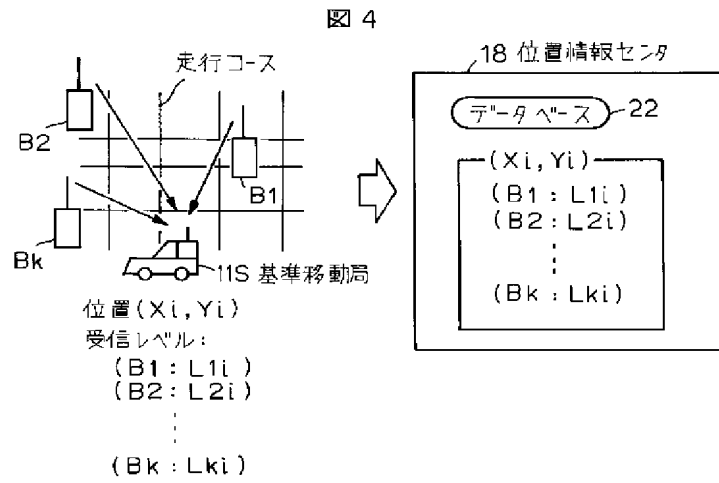 図 4
走行コース
B2
B1
Bk
11S 基準移動局
位置(Xi,Yi)
受信レベル:
(B1:L1i)
(B2:L2i)
(Bk:Lki)
18 位置情報センタ
データベース
22
(Xi,Yi)
(B1:L1i)
(B2:L2i)
(Bk:Lki)